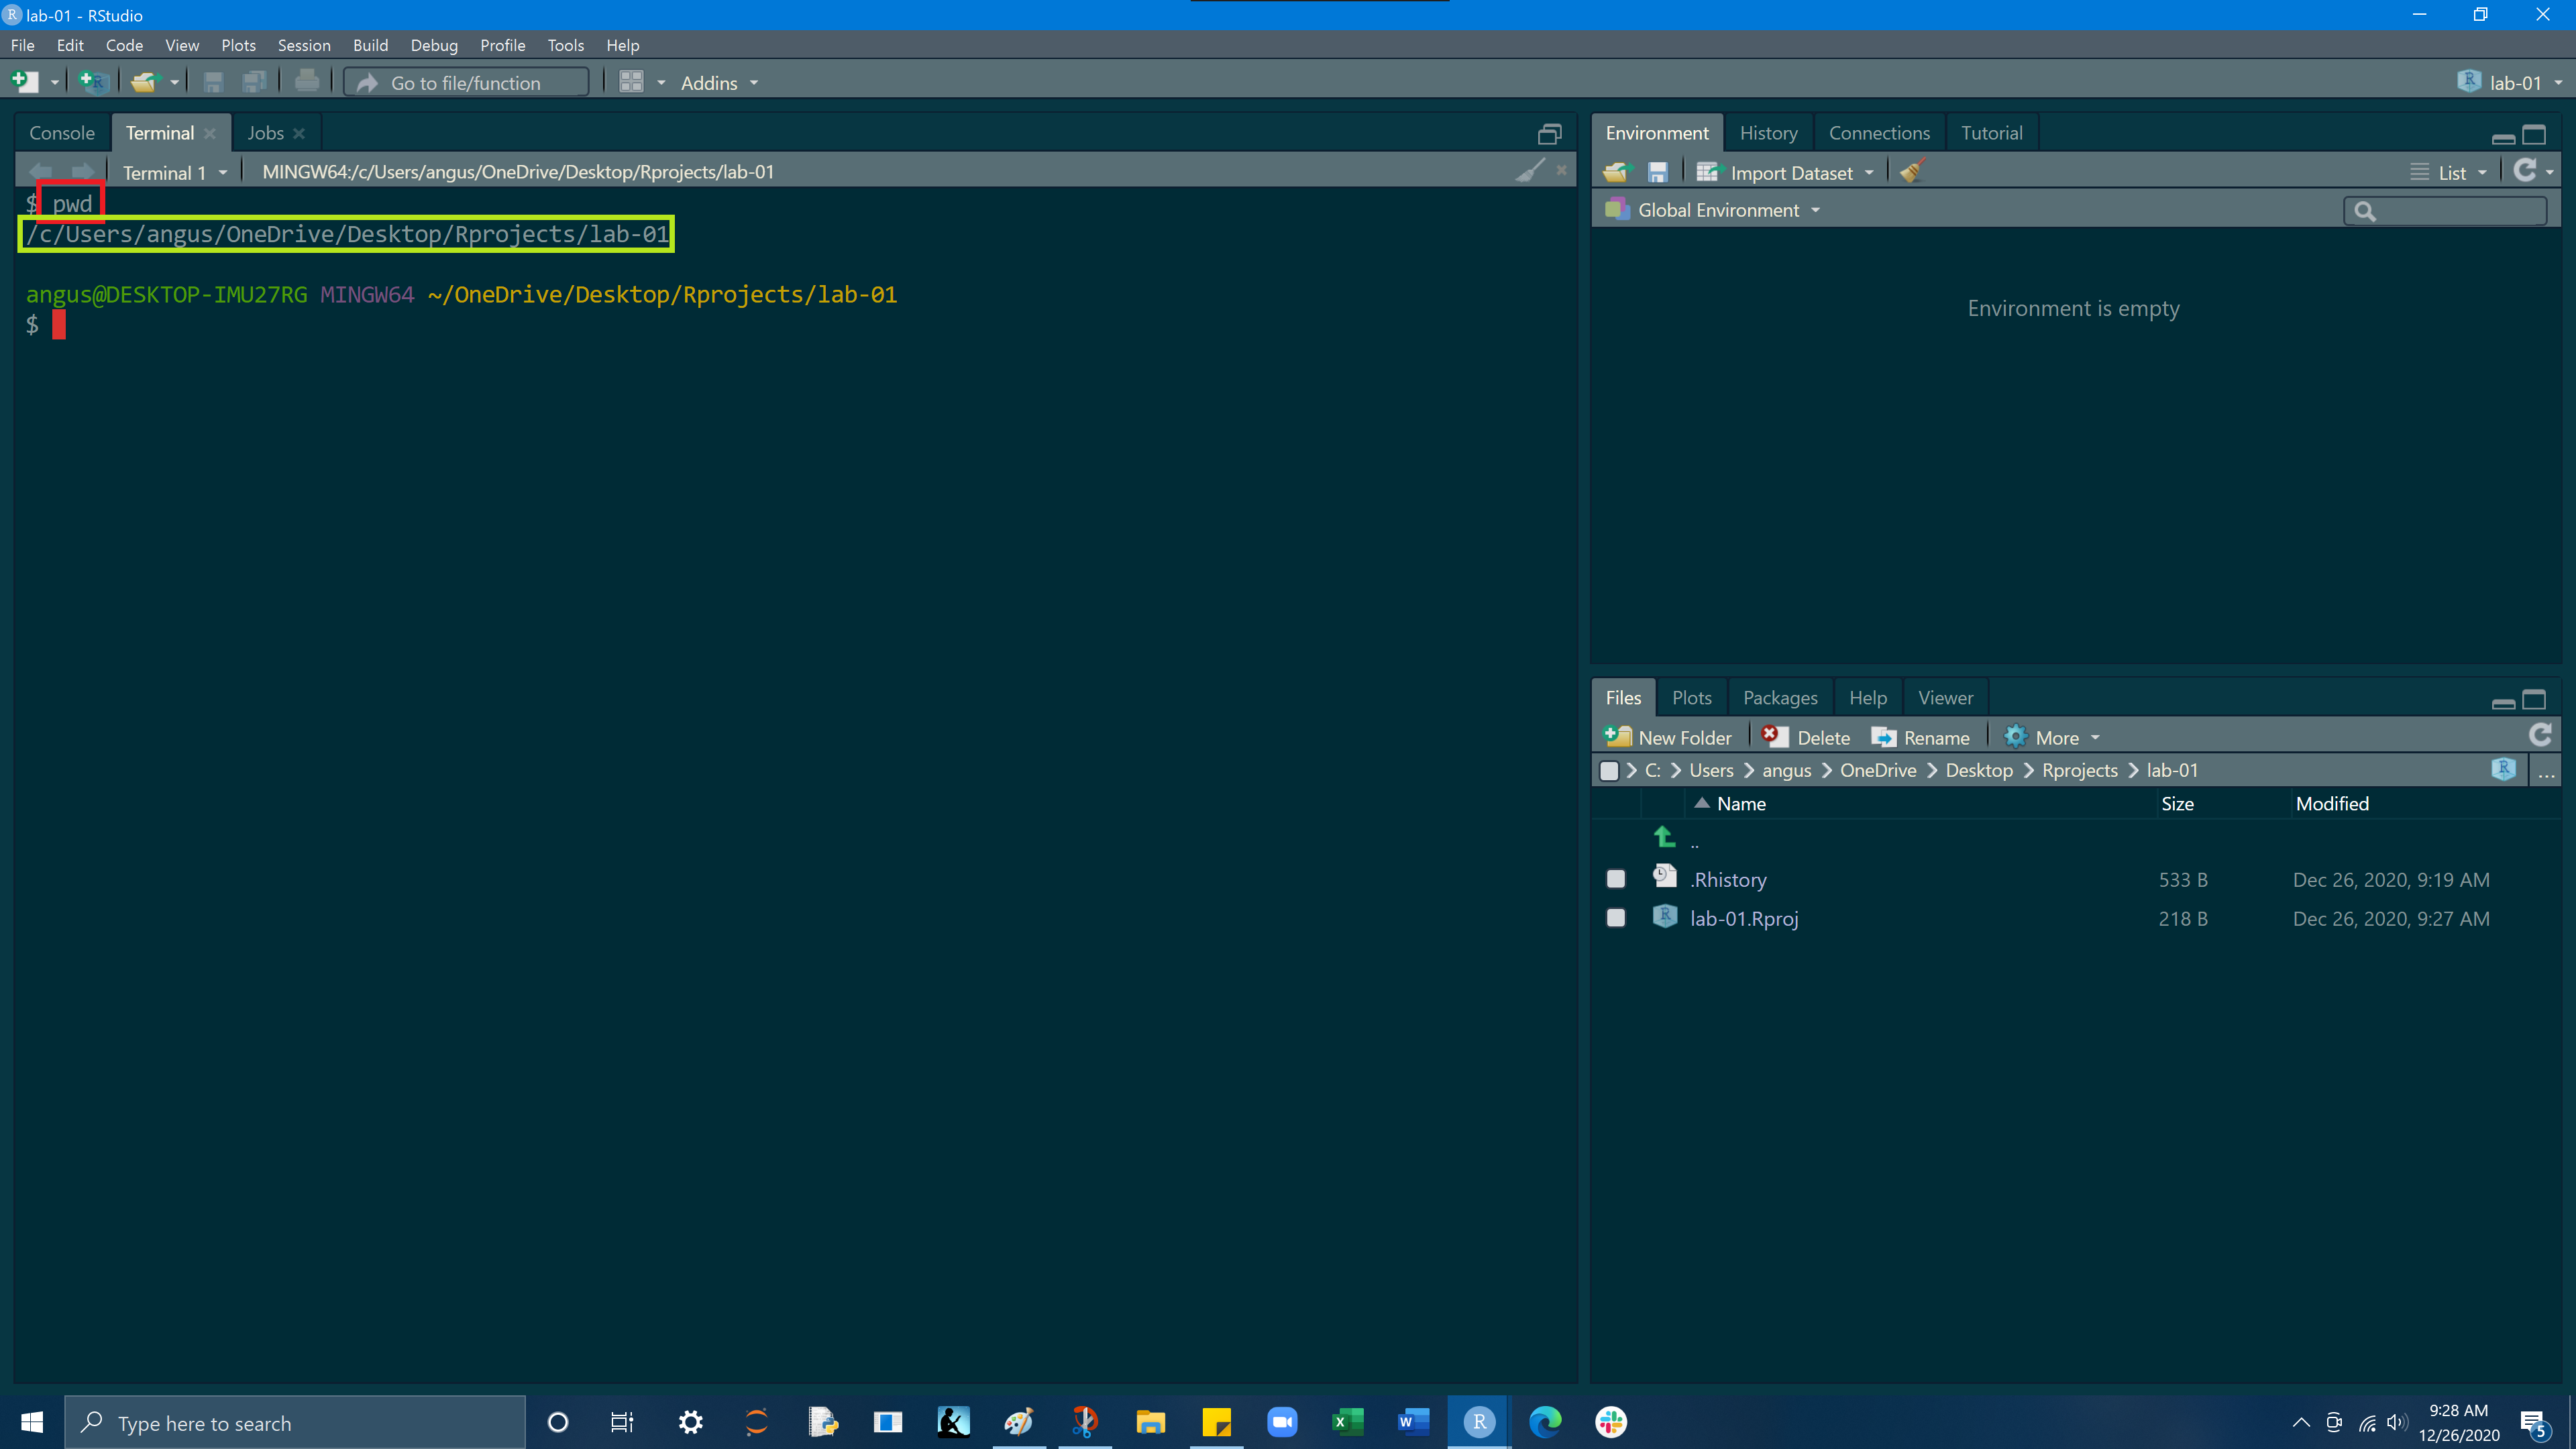 lab-01 - RStudio
File Edit Code View Plots Session Build Debug Profile Tools Help
Go to file/function Addins lab-01
Console Terminal Jobs
Terminal 1 MINGW64:/c/Users/angus/OneDrive/Desktop/Rprojects/lab-01
$ pwd
/c/Users/angus/OneDrive/Desktop/Rprojects/lab-01
angus@DESKTOP-IMU27RG MINGW64 ~/OneDrive/Desktop/Rprojects/lab-01
$
Environment History Connections Tutorial
Import Dataset List
Global Environment
Environment is empty
Files Plots Packages Help Viewer
New Folder Delete Rename More
C: Users angus OneDrive Desktop Rprojects lab-01 ...
Name Size Modified
..
.Rhistory 533 B Dec 26, 2020, 9:19 AM
lab-01.Rproj 218 B Dec 26, 2020, 9:27 AM
Type here to search
9:28 AM
12/26/2020
5